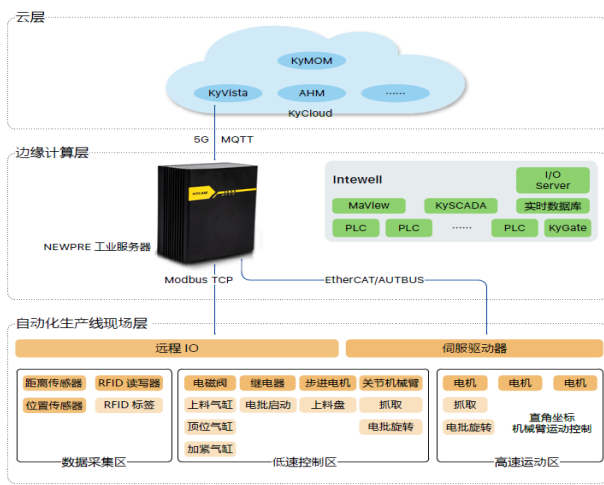 云层
KyMOM
KyVista
AHM
······
KyCloud
5G MQTT
边缘计算层
Intewell
I/O
Server
MaView
KySCADA
实时数据库
PLC
PLC
······
PLC
KyGate
NEWPRE 工业服务器
Modbus TCP
EtherCAT/AUTBUS
自动化生产线现场层
远程 IO
伺服驱动器
距离传感器
RFID 读写器
位置传感器
RFID 标签
数据采集区
电磁阀
继电器
步进电机
关节机械臂
上料气缸
电批启动
上料盘
抓取
顶位气缸
电批旋转
加紧气缸
低速控制区
电机
电机
电机
抓取
电批旋转
直角坐标
机械臂运动控制
高速运动区